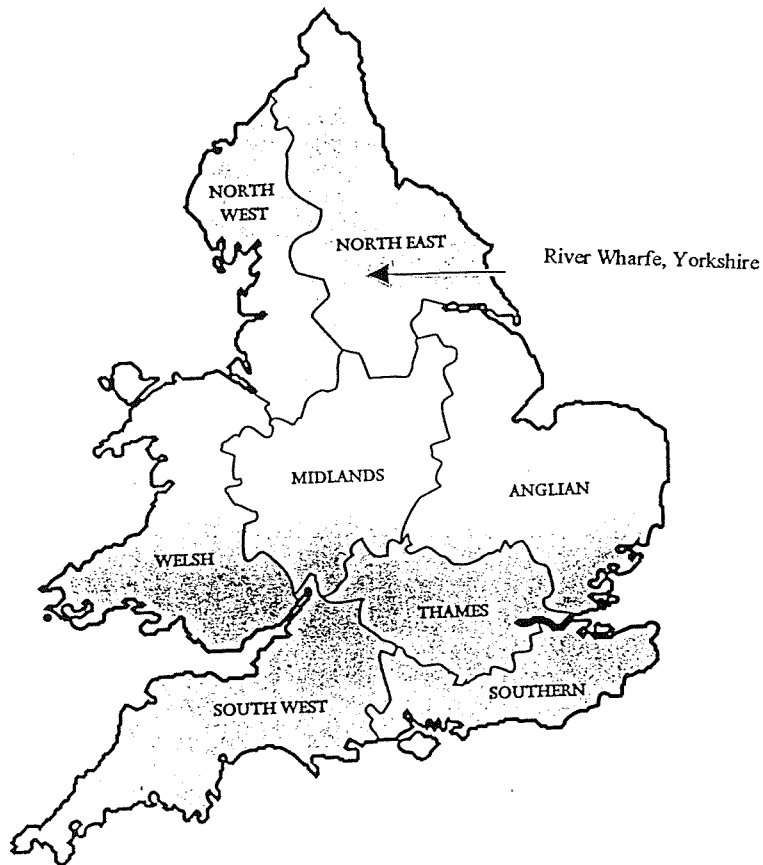 NORTH
WEST
NORTH EAST
River Wharfe, Yorkshire
MIDLANDS
ANGLIAN
WELSH
THAMES
SOUTHERN
SOUTH WEST